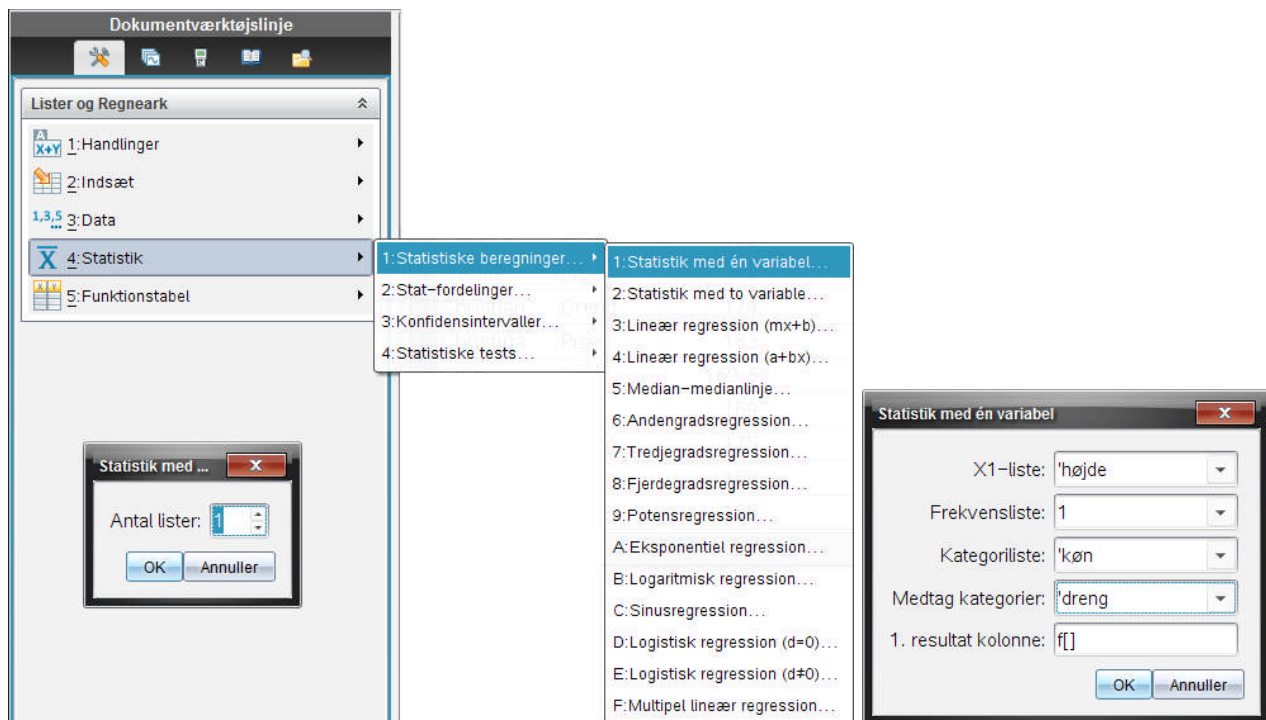 Dokumentværktøjslinje
Lister og Regneark
1:Handlinger
2:Indsæt
1,3,5 3:Data
4:Statistik
5:Funktionstabel
1:Statistiske beregninger...
2:Stat-fordelinger...
3:Konfidensintervaller...
4:Statistiske tests...
1:Statistik med én variabel...
2:Statistik med to variable...
3:Lineær regression (mx+b)...
4:Lineær regression (a+bx)...
5:Median-medianlinje...
6:Andengradsregression...
7:Tredjegradsregression...
8:Fjerdegradsregression...
9:Potensregression...
A:Eksponentiel regression...
B:Logaritmisk regression...
C:Sinusregression...
D:Logistisk regression (d=0)...
E:Logistisk regression (d≠0)...
F:Multipel lineær regression...
Statistik med ...
Antal lister: 1
OK Annuller
Statistik med én variabel
X1-liste: 'højde
Frekvensliste: 1
Kategoriliste: 'køn
Medtag kategorier: 'dreng
1. resultat kolonne: f[]
OK Annuller